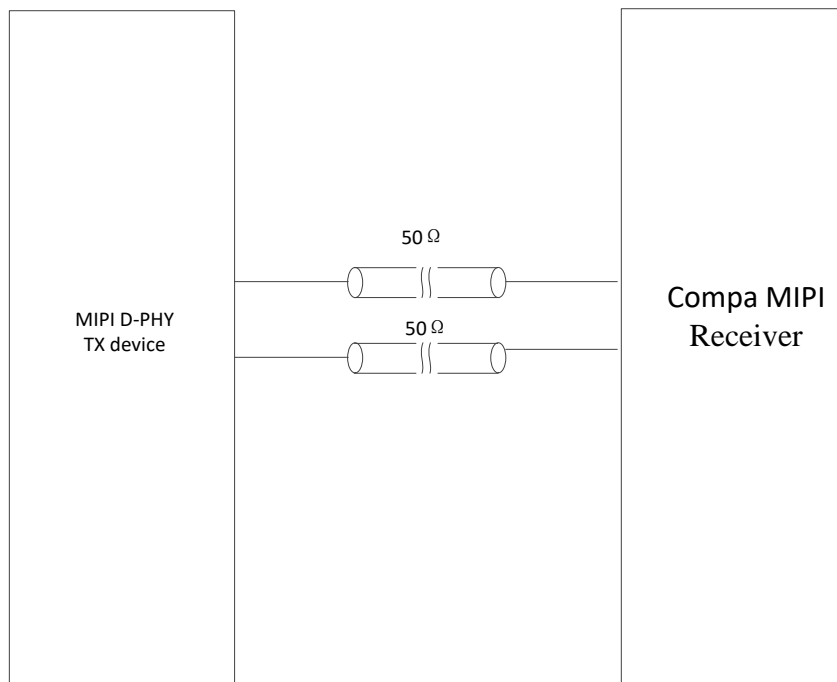 50 Ω
50 Ω
MIPI D-PHY
TX device
Compa MIPI
Receiver